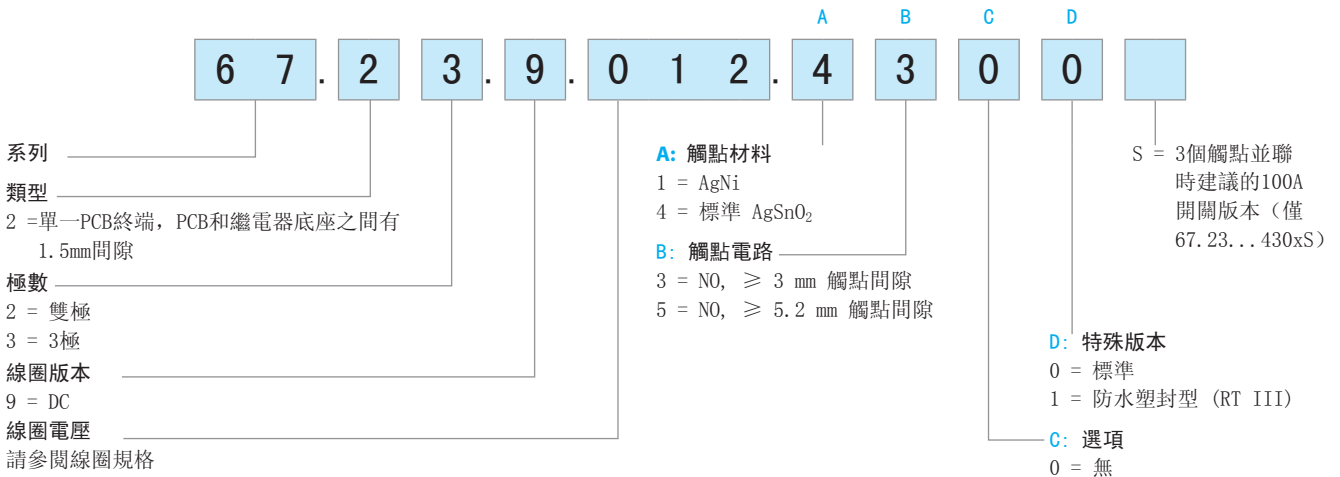 A B C D
6 7 . 2 3 . 9 . 0 1 2 . 4 3 0 0
系列
類型
2 =單一PCB終端，PCB和繼電器底座之間有
1.5mm間隙
極數
2 = 雙極
3 = 3極
線圈版本
9 = DC
線圈電壓
請參閱線圈規格
A: 觸點材料
1 = AgNi
4 = 標準 AgSnO₂
B: 觸點電路
3 = NO, ≥ 3 mm 觸點間隙
5 = NO, ≥ 5.2 mm 觸點間隙
S = 3個觸點並聯
時建議的100A
開關版本（僅
67.23...430xS）
D: 特殊版本
0 = 標準
1 = 防水塑封型 (RT III)
C: 選項
0 = 無